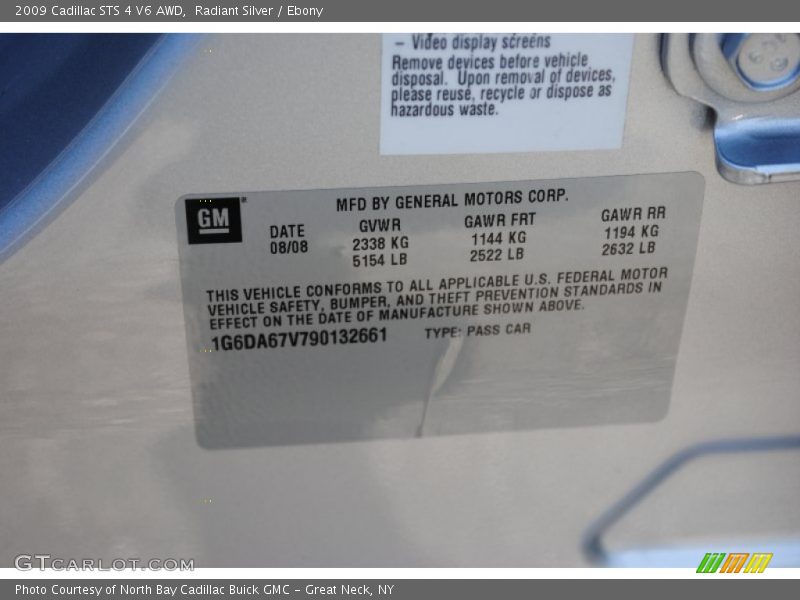 2009 Cadillac STS 4 V6 AWD,  Radiant Silver / Ebony
– Video display screens
Remove devices before vehicle
disposal. Upon removal of devices,
please reuse, recycle or dispose as
hazardous waste.
GM®
MFD BY GENERAL MOTORS CORP.
DATE GVWR GAWR FRT GAWR RR
08/08 2338 KG 1144 KG 1194 KG
5154 LB 2522 LB 2632 LB
THIS VEHICLE CONFORMS TO ALL APPLICABLE U.S. FEDERAL MOTOR
VEHICLE SAFETY, BUMPER, AND THEFT PREVENTION STANDARDS IN
EFFECT ON THE DATE OF MANUFACTURE SHOWN ABOVE.
1G6DA67V790132661 TYPE: PASS CAR
GTCARLOT.COM
Photo Courtesy of North Bay Cadillac Buick GMC – Great Neck, NY